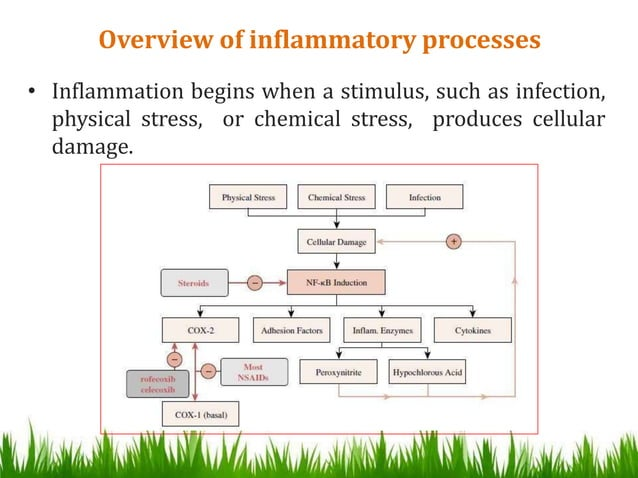 Overview of inflammatory processes
• Inflammation begins when a stimulus, such as infection,
physical stress, or chemical stress, produces cellular
damage.
Physical Stress
Chemical Stress
Infection
Cellular Damage
+
Steroids
−
NF-κB Induction
COX-2
Adhesion Factors
Inflam. Enzymes
Cytokines
−
−
rofecoxib
celecoxib
Most
NSAIDs
Peroxynitrite
Hypochlorous Acid
COX-1 (basal)